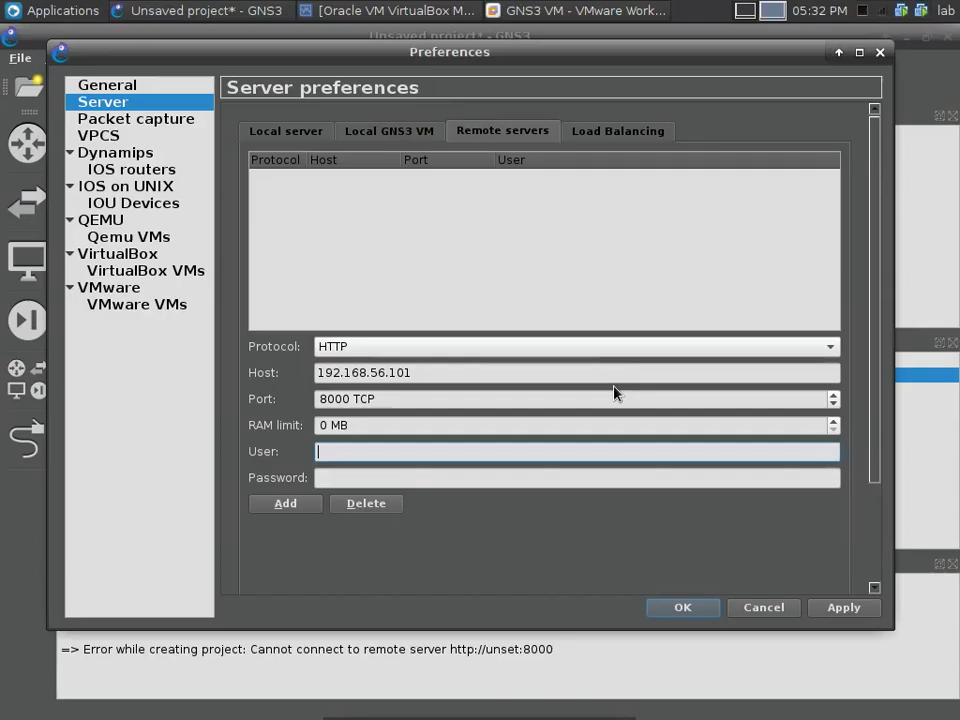 Applications
Unsaved project* - GNS3
[Oracle VM VirtualBox M...
GNS3 VM - VMware Work...
05:32 PM
lab
Unsaved project* - GNS3
File
Preferences
General
Server
Packet capture
VPCS
Dynamips
IOS routers
IOS on UNIX
IOU Devices
QEMU
Qemu VMs
VirtualBox
VirtualBox VMs
VMware
VMware VMs
Server preferences
Local server
Local GNS3 VM
Remote servers
Load Balancing
Protocol Host Port User
Protocol: HTTP
Host: 192.168.56.101
Port: 8000 TCP
RAM limit: 0 MB
User:
Password:
Add
Delete
OK
Cancel
Apply
=> Error while creating project: Cannot connect to remote server http://unset:8000